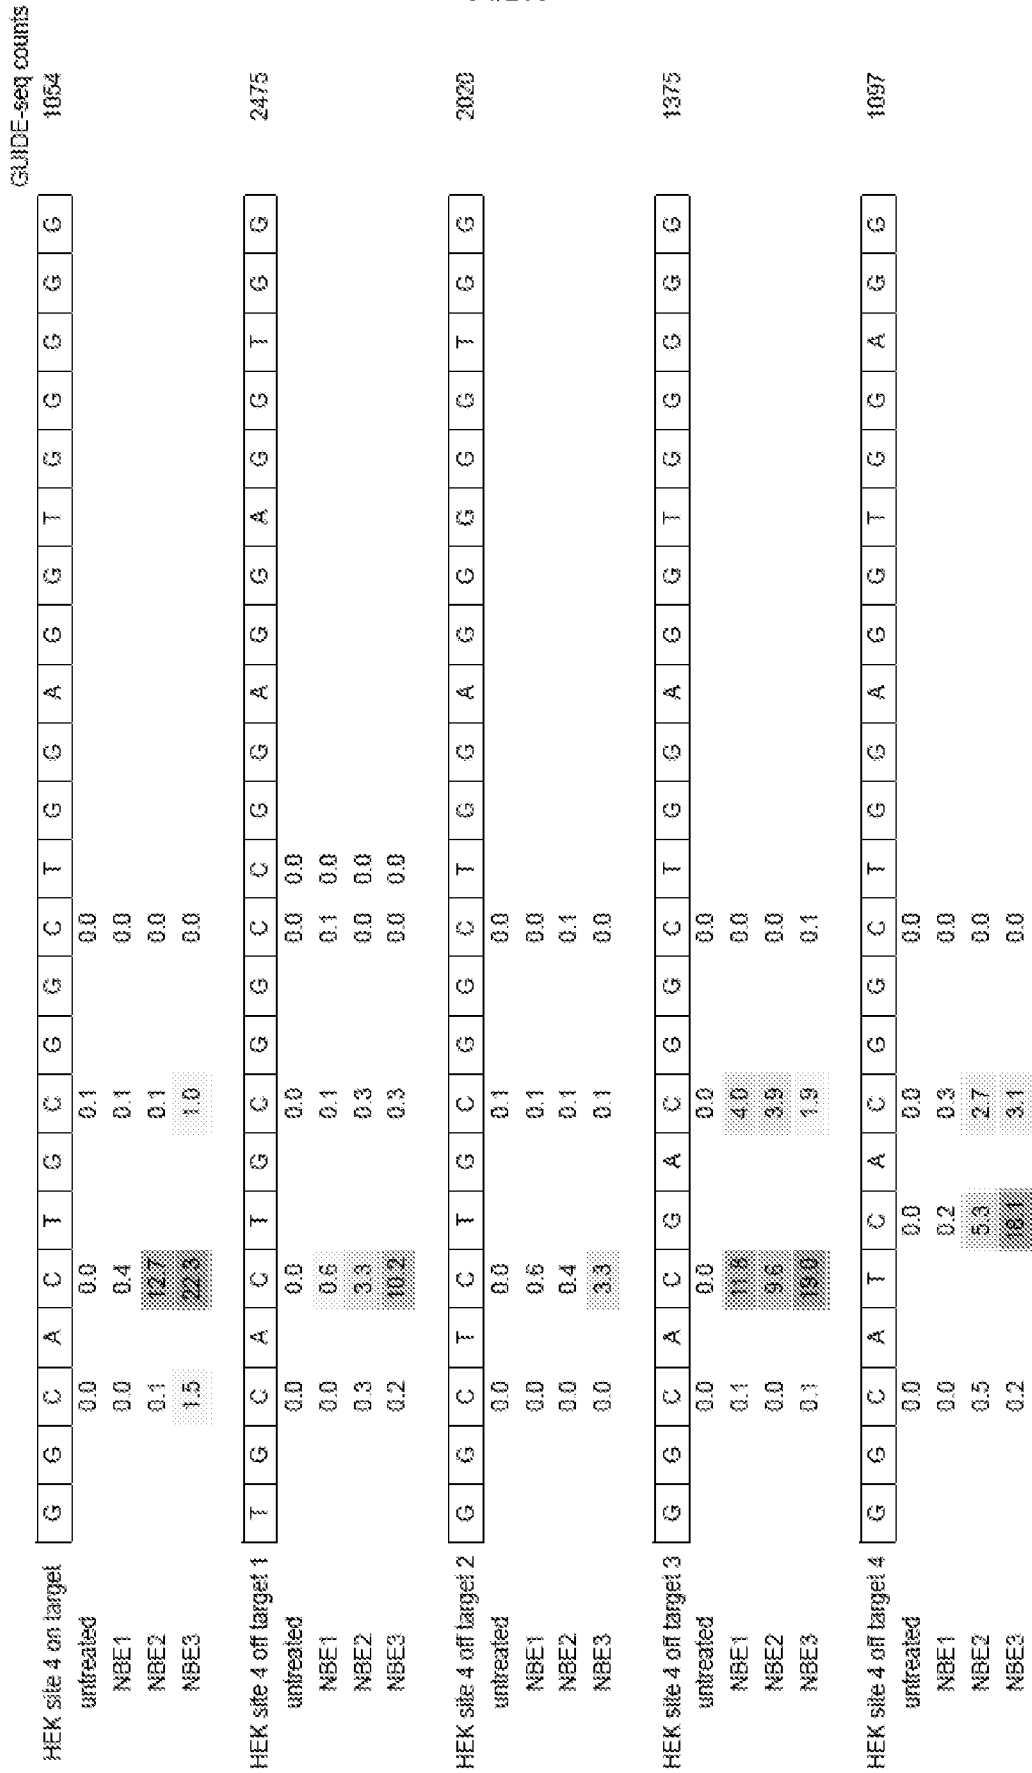 GUIDE-seq counts
HEK site 4 on target G G C A C T G C G G C T G G A G G T G G G G G
untreated 0.0 0.0 0.1 0.0
NBE1 0.0 0.4 0.1 0.0
NBE2 0.1 12.7 0.1 0.0
NBE3 1.5 22.3 1.0 0.0
HEK site 4 off target 1 T G C A C T G C G G C C G G A G G A G G T G G 2475
untreated 0.0 0.0 0.0 0.0 0.0
NBE1 0.0 0.6 0.1 0.1 0.0
NBE2 0.3 3.3 0.3 0.0 0.0
NBE3 0.2 10.2 0.3 0.0 0.0
HEK site 4 off target 2 G G C T C T G C G G C T G G A G G G G G T G G
untreated 0.0 0.0 0.1 0.0
NBE1 0.0 0.6 0.1 0.0
NBE2 0.0 0.4 0.1 0.1
NBE3 0.0 3.3 0.1 0.0
HEK site 4 off target 3 G G C A C G A C G G C T G G A G G T G G G G G 1375
untreated 0.0 0.0 0.0 0.0
NBE1 0.1 11.8 4.0 0.0
NBE2 0.0 9.6 3.9 0.0
NBE3 0.1 13.0 1.9 0.1
HEK site 4 off target 4 G G C A T C A C G G C T G G A G G T G G A G G
untreated 0.0 0.0 0.0 0.0
NBE1 0.0 0.2 0.3 0.0
NBE2 0.5 5.3 2.7 0.0
NBE3 0.2 18.1 3.1 0.0